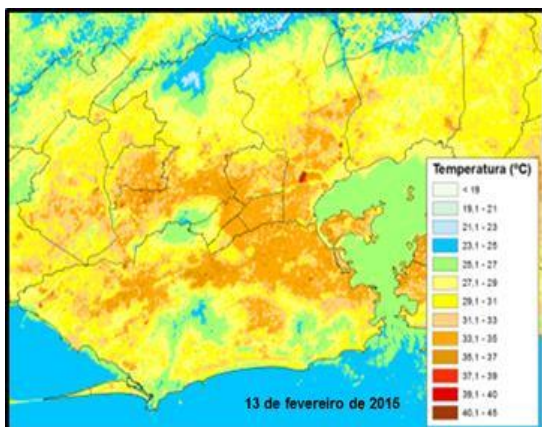 Temperatura (ºC)
< 19
19,1 - 21
21,1 - 23
23,1 - 25
25,1 - 27
27,1 - 29
29,1 - 31
31,1 - 33
33,1 - 35
35,1 - 37
37,1 - 39
39,1 - 40
40,1 - 45
13 de fevereiro de 2015